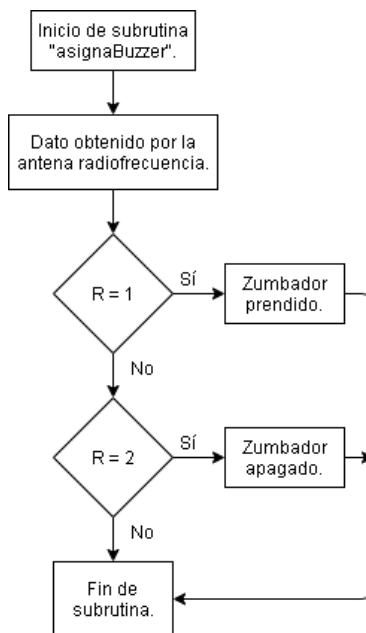 Inicio de subrutina
"asignaBuzzer".
Dato obtenido por la
antena radiofrecuencia.
R = 1
Sí
Zumbador
prendido.
No
R = 2
Sí
Zumbador
apagado.
No
Fin de
subrutina.